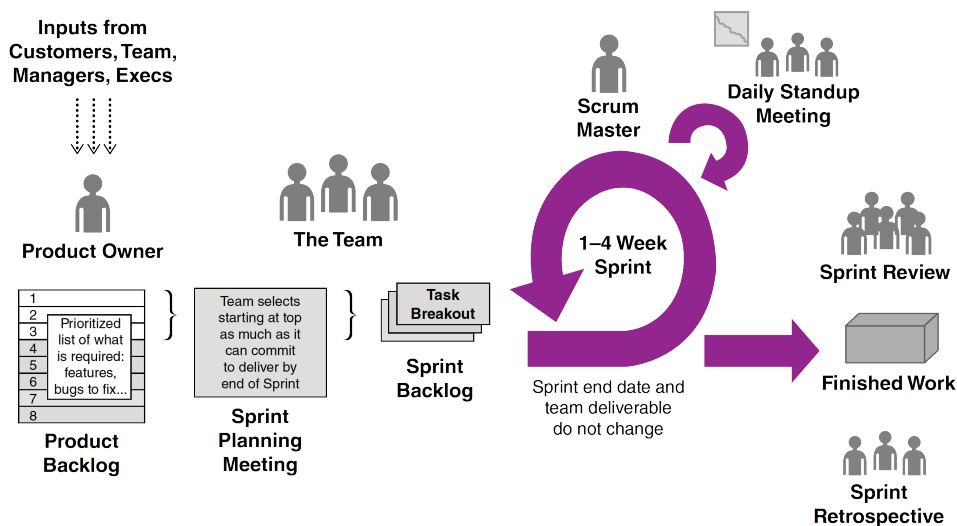 Inputs from
Customers, Team,
Managers, Execs
Product Owner
The Team
Scrum
Master
Daily Standup
Meeting
1
2
3
4
5
6
7
8
Prioritized
list of what
is required:
features,
bugs to fix...
Product
Backlog
Team selects
starting at top
as much as it
can commit
to deliver by
end of Sprint
Sprint
Planning
Meeting
Task
Breakout
Sprint
Backlog
1–4 Week
Sprint
Sprint end date and
team deliverable
do not change
Sprint Review
Finished Work
Sprint
Retrospective